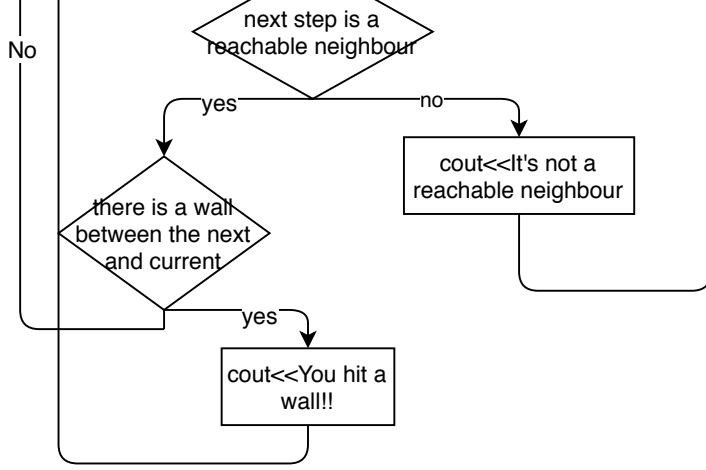 next step is a
reachable neighbour
No
yes
no
cout<<It's not a
reachable neighbour
there is a wall
between the next
and current
yes
cout<<You hit a
wall!!